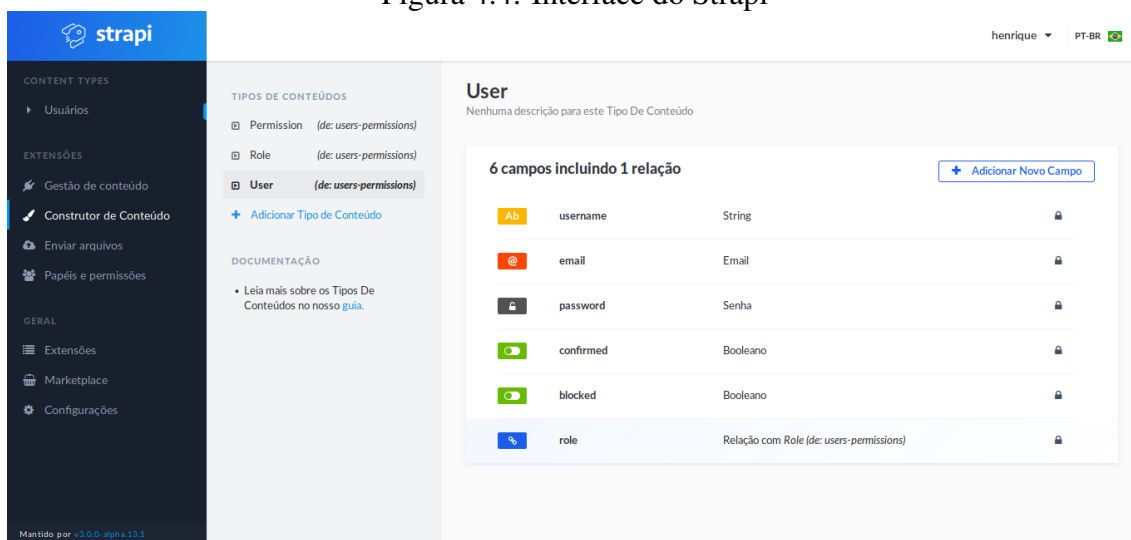 Figura 4.4: Interface do Strapi
strapi
henrique
PT-BR
CONTENT TYPES
Usuários
EXTENSÕES
Gestão de conteúdo
Construtor de Conteúdo
Enviar arquivos
Papéis e permissões
GERAL
Extensões
Marketplace
Configurações
Mantido por v3.0.0-alpha.13.1
TIPOS DE CONTEÚDOS
Permission (de: users-permissions)
Role (de: users-permissions)
User (de: users-permissions)
+ Adicionar Tipo de Conteúdo
DOCUMENTAÇÃO
• Leia mais sobre os Tipos De
Conteúdos no nosso guia.
User
Nenhuma descrição para este Tipo De Conteúdo
6 campos incluindo 1 relação
+ Adicionar Novo Campo
Ab username String
@ email Email
password Senha
confirmed Booleano
blocked Booleano
role Relação com Role (de: users-permissions)